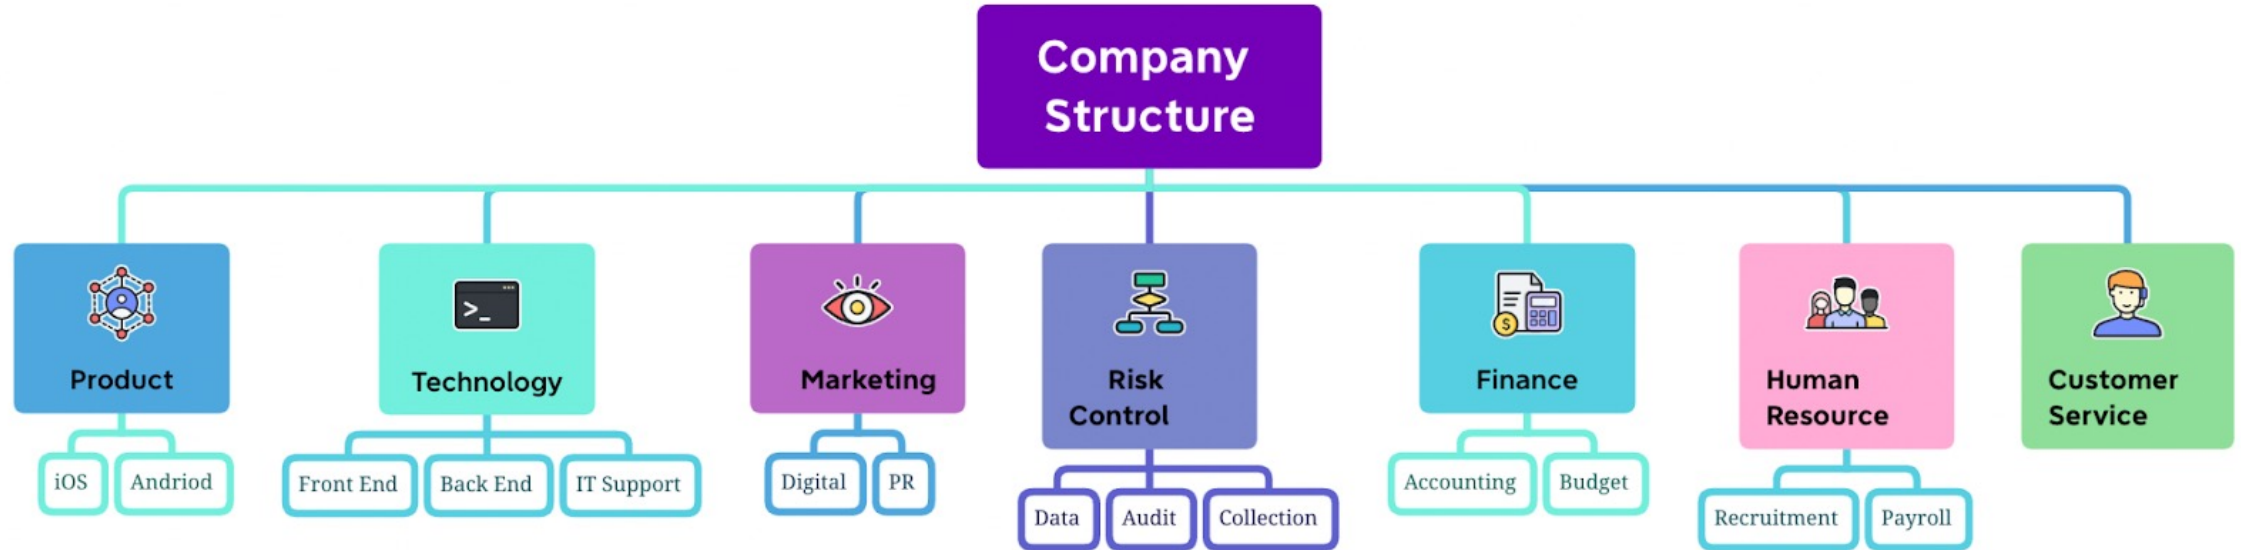 Company
Structure
Product
Technology
Marketing
Risk
Control
Finance
Human
Resource
Customer
Service
iOS
Andriod
Front End
Back End
IT Support
Digital
PR
Data
Audit
Collection
Accounting
Budget
Recruitment
Payroll
>_
$